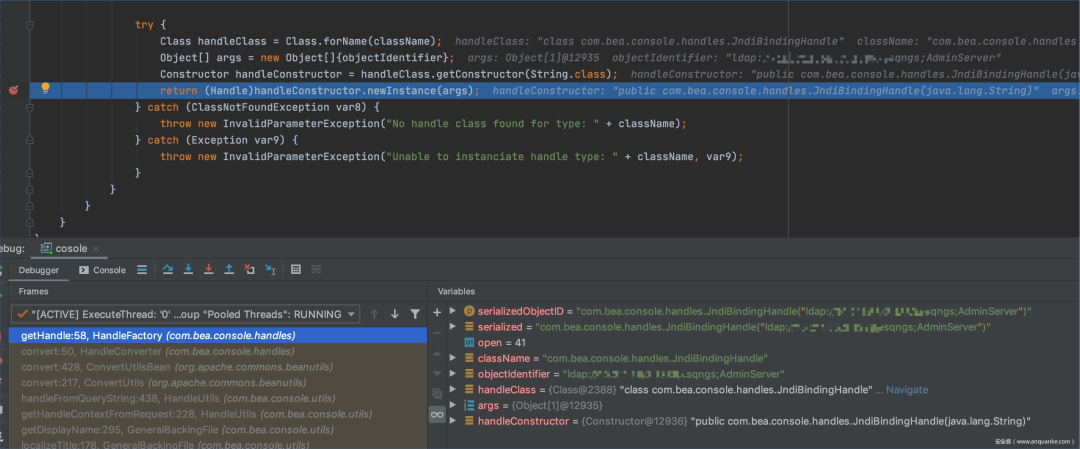 try {
Class handleClass = Class.forName(className); handleClass: "class com.bea.console.handles.JndiBindingHandle" className: "com.bea.console.handles
Object[] args = new Object[]{objectIdentifier}; args: Object[1]@12935 objectIdentifier: "ldap:/ sqngs;AdminServer"
Constructor handleConstructor = handleClass.getConstructor(String.class); handleConstructor: "public com.bea.console.handles.JndiBindingHandle(jav
return (Handle)handleConstructor.newInstance(args); handleConstructor: "public com.bea.console.handles.JndiBindingHandle(java.lang.String)" args:
} catch (ClassNotFoundException var8) {
throw new InvalidParameterException("No handle class found for type: " + className);
} catch (Exception var9) {
throw new InvalidParameterException("Unable to instanciate handle type: " + className, var9);
}
}
}
}
ebug: cosole
Debugger Console
Frames Variables
"[ACTIVE] ExecuteThread: '0' ...oup "Pooled Threads": RUNNING
getHandle:58, HandleFactory (com.bea.console.handles)
convert:50, HandleConverter (com.bea.console.handles)
convert:428, ConvertUtilsBean (org.apache.commons.beanutils)
convert:217, ConvertUtils (org.apache.commons.beanutils)
handleFromQueryString:438, HandleUtils (com.bea.console.utils)
getHandleContextFromRequest:228, HandleUtils (com.bea.console.utils)
getDisplayName:295, GeneralBackingFile (com.bea.console.utils)
localizeTitle:178, GeneralBackingFile (com.bea.console.utils)
serializedObjectID = "com.bea.console.handles.JndiBindingHandle("ldap:/ sqngs;AdminServer")"
serialized = "com.bea.console.handles.JndiBindingHandle("ldap:/ sqngs;AdminServer")"
open = 41
className = "com.bea.console.handles.JndiBindingHandle"
objectIdentifier = "ldap:/ sqngs;AdminServer"
handleClass = {Class@2388} "class com.bea.console.handles.JndiBindingHandle" ... Navigate
args = {Object[1]@12935}
handleConstructor = {Constructor@12936} "public com.bea.console.handles.JndiBindingHandle(java.lang.String)"
安全客（www.anquanke.com）